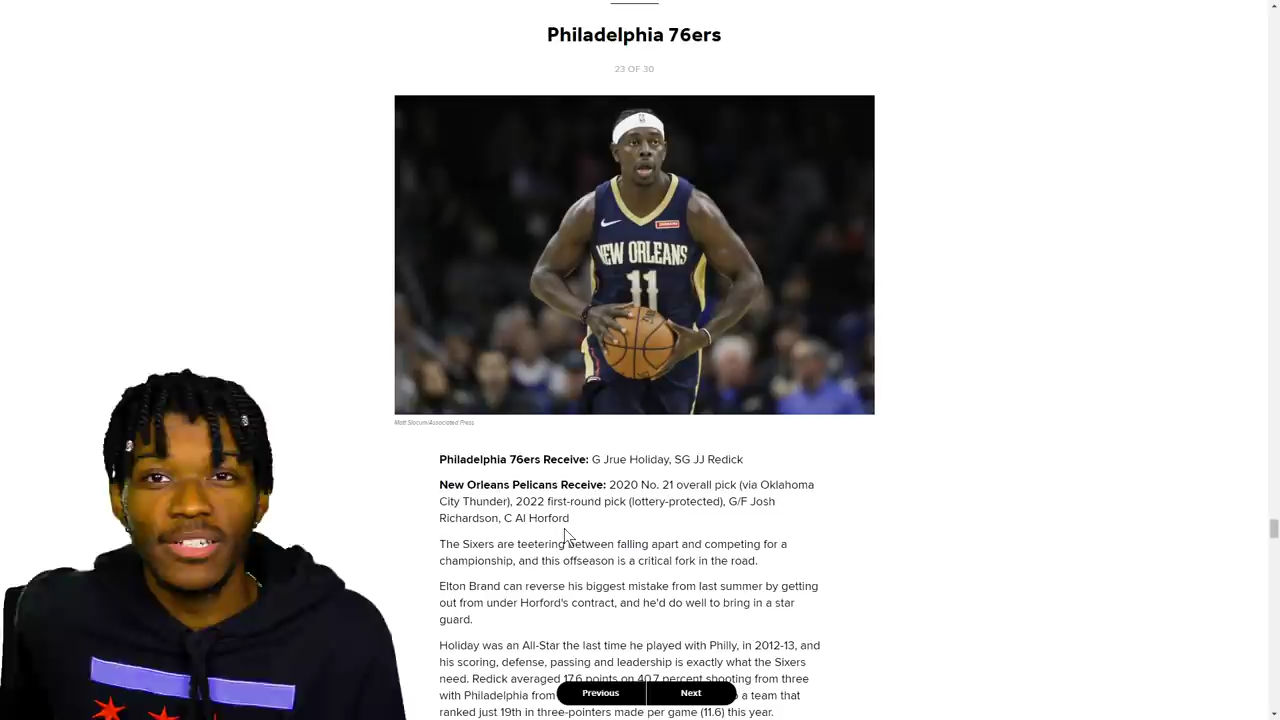 Philadelphia 76ers
23 OF 30
NEW ORLEANS
11
Matt Slocum/Associated Press
Philadelphia 76ers Receive: G Jrue Holiday, SG JJ Redick
New Orleans Pelicans Receive: 2020 No. 21 overall pick (via Oklahoma
City Thunder), 2022 first-round pick (lottery-protected), G/F Josh
Richardson, C Al Horford
The Sixers are teetering between falling apart and competing for a
championship, and this offseason is a critical fork in the road.
Elton Brand can reverse his biggest mistake from last summer by getting
out from under Horford's contract, and he'd do well to bring in a star
guard.
Holiday was an All-Star the last time he played with Philly, in 2012-13, and
his scoring, defense, passing and leadership is exactly what the Sixers
need. Redick averaged 17.6 points on 40.7 percent shooting from three
with Philadelphia from a team that
Previous
Next
ranked just 19th in three-pointers made per game (11.6) this year.